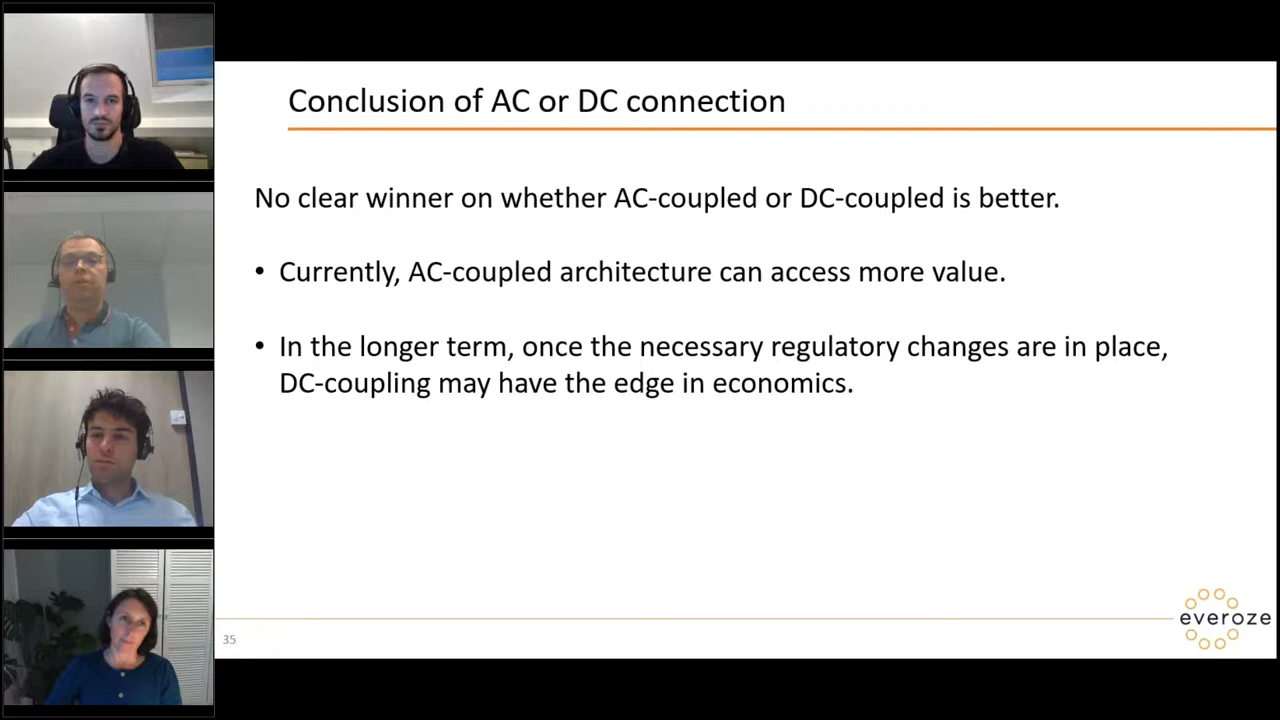 Conclusion of AC or DC connection
No clear winner on whether AC-coupled or DC-coupled is better.
• Currently, AC-coupled architecture can access more value.
• In the longer term, once the necessary regulatory changes are in place,
DC-coupling may have the edge in economics.
35
everoze